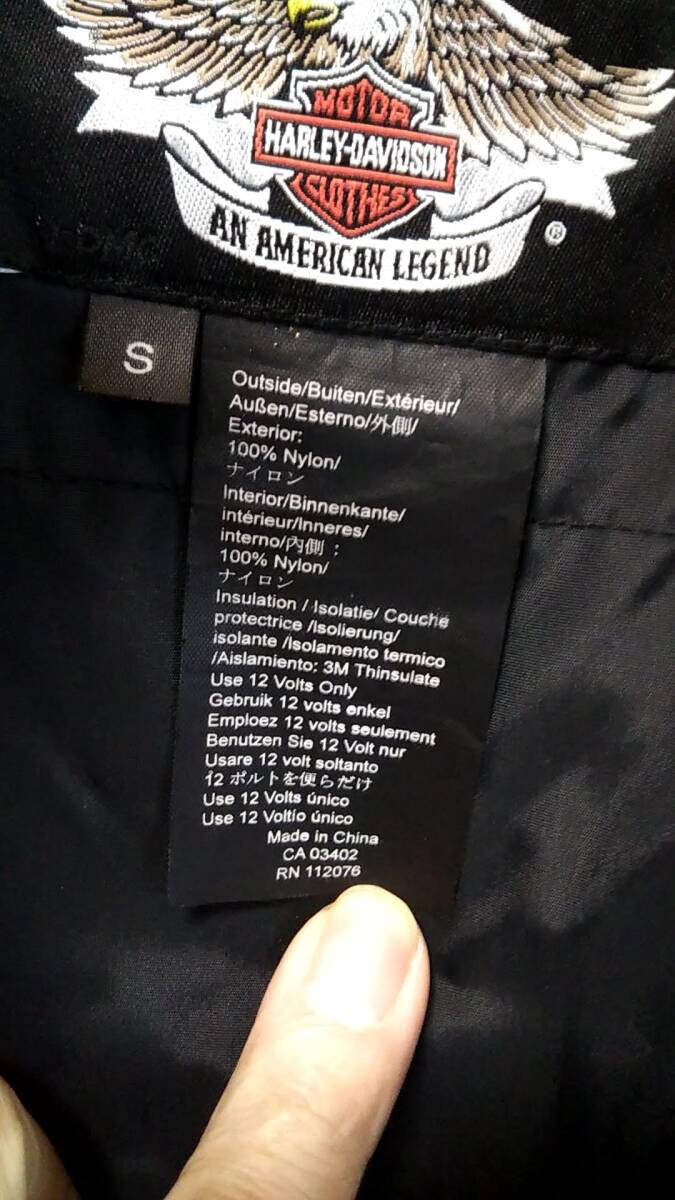 MOTOR
HARLEY-DAVIDSON
CLOTHES
AN AMERICAN LEGEND
®
S
Outside/Buiten/Extérieur/
Außen/Esterno/外側/
Exterior:
100% Nylon/
ナイロン
Interior/Binnenkante/
intérieur/Inneres/
interno/内側 ;
100% Nylon/
ナイロン
Insulation / Isolatie/ Couche
protectrice /Isolierung/
isolante /Isolamento termico
/Aislamiento: 3M Thinsulate
Use 12 Volts Only
Gebruik 12 volts enkel
Emploez 12 volts seulement
Benutzen Sie 12 Volt nur
Usare 12 volt soltanto
12 ボルトを便らだけ
Use 12 Volts único
Use 12 Voltio único
Made in China
CA 03402
RN 112076